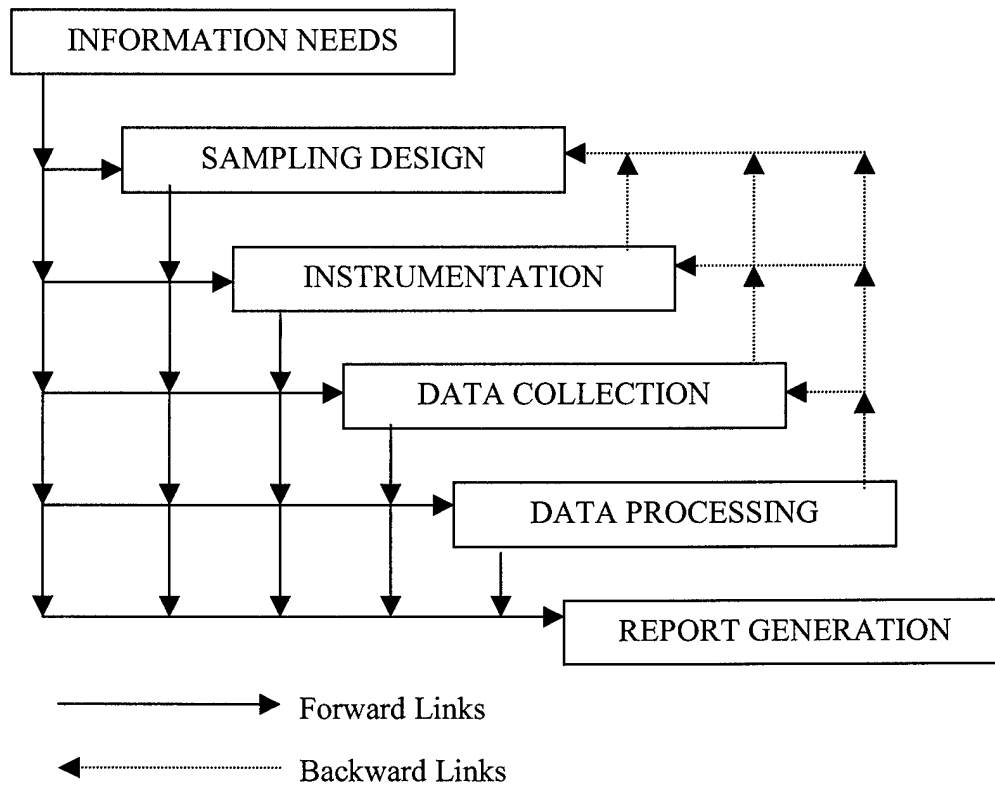 INFORMATION NEEDS
SAMPLING DESIGN
INSTRUMENTATION
DATA COLLECTION
DATA PROCESSING
REPORT GENERATION
Forward Links
Backward Links